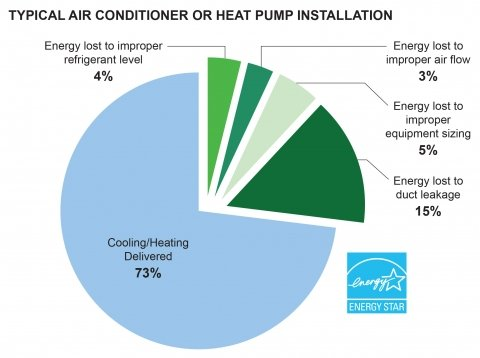 TYPICAL AIR CONDITIONER OR HEAT PUMP INSTALLATION
Energy lost to improper
refrigerant level
4%
Energy lost to
improper air flow
3%
Energy lost to
improper
equipment sizing
5%
Energy lost to
duct leakage
15%
Cooling/Heating
Delivered
73%
energy
ENERGY STAR